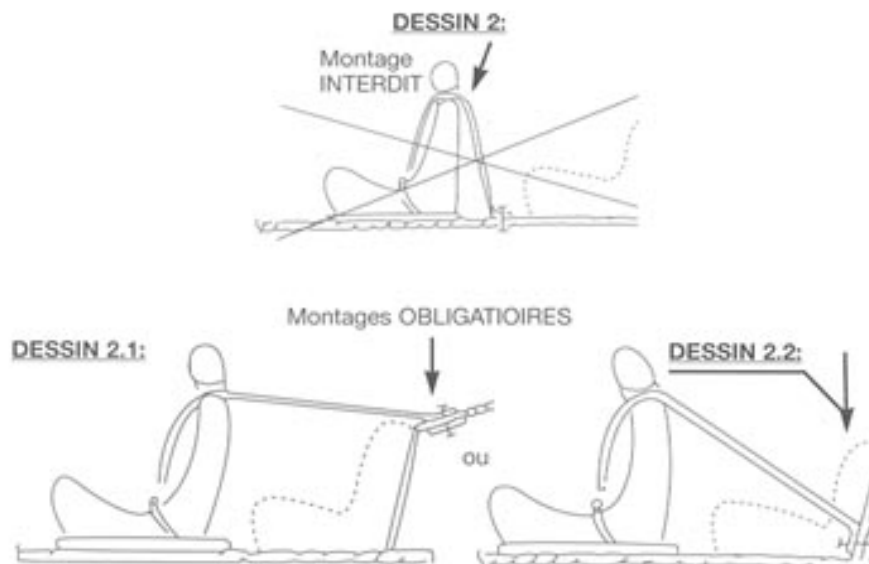 DESSIN 2:
Montage
INTERDIT
Montages OBLIGATIOIRES
DESSIN 2.1:
DESSIN 2.2:
ou